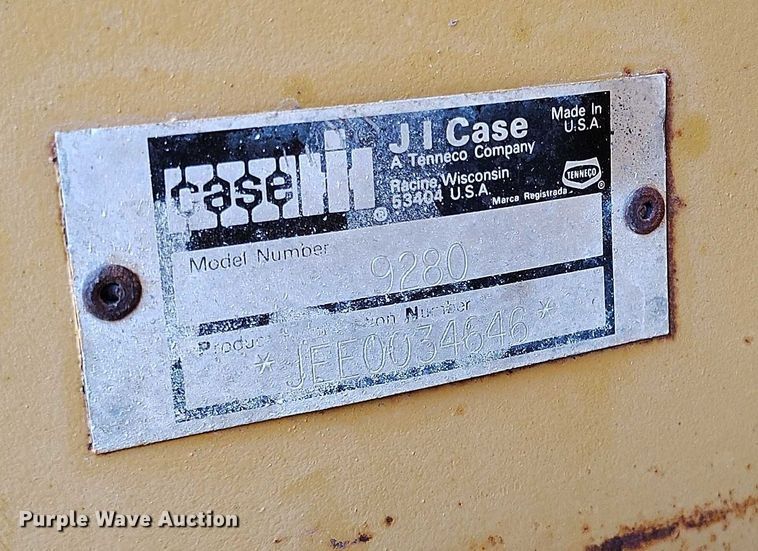 case IH ®
J I Case
A Tenneco Company
Racine, Wisconsin
53404 U.S.A.
Made In
U.S.A.
TENNECO ®
Marca Registrada
Model Number
9280
Number
*JEE0034646*
Purple Wave Auction